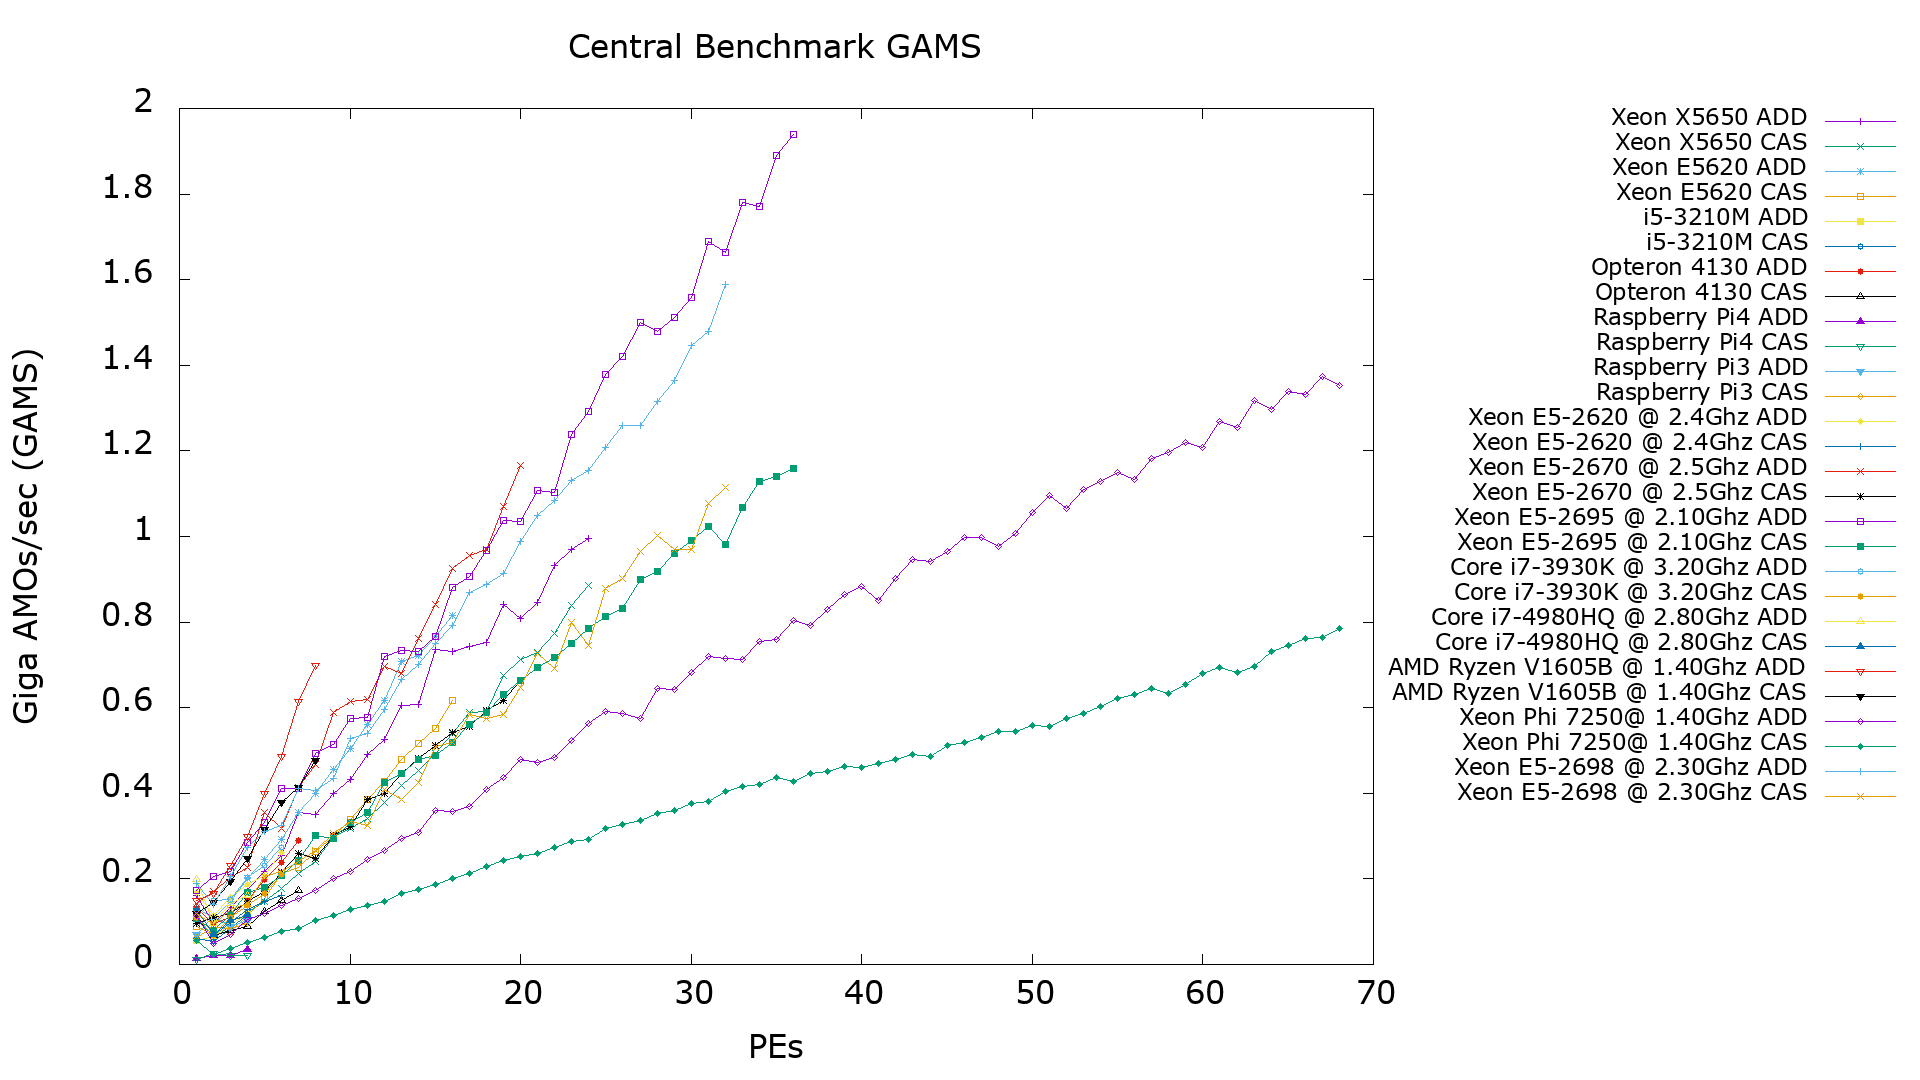 Central Benchmark GAMS
Giga AMOs/sec (GAMS)
2
1.8
1.6
1.4
1.2
1
0.8
0.6
0.4
0.2
0
0 10 20 30 40 50 60 70
PEs
Xeon X5650 ADD
Xeon X5650 CAS
Xeon E5620 ADD
Xeon E5620 CAS
i5-3210M ADD
i5-3210M CAS
Opteron 4130 ADD
Opteron 4130 CAS
Raspberry Pi4 ADD
Raspberry Pi4 CAS
Raspberry Pi3 ADD
Raspberry Pi3 CAS
Xeon E5-2620 @ 2.4Ghz ADD
Xeon E5-2620 @ 2.4Ghz CAS
Xeon E5-2670 @ 2.5Ghz ADD
Xeon E5-2670 @ 2.5Ghz CAS
Xeon E5-2695 @ 2.10Ghz ADD
Xeon E5-2695 @ 2.10Ghz CAS
Core i7-3930K @ 3.20Ghz ADD
Core i7-3930K @ 3.20Ghz CAS
Core i7-4980HQ @ 2.80Ghz ADD
Core i7-4980HQ @ 2.80Ghz CAS
AMD Ryzen V1605B @ 1.40Ghz ADD
AMD Ryzen V1605B @ 1.40Ghz CAS
Xeon Phi 7250@ 1.40Ghz ADD
Xeon Phi 7250@ 1.40Ghz CAS
Xeon E5-2698 @ 2.30Ghz ADD
Xeon E5-2698 @ 2.30Ghz CAS